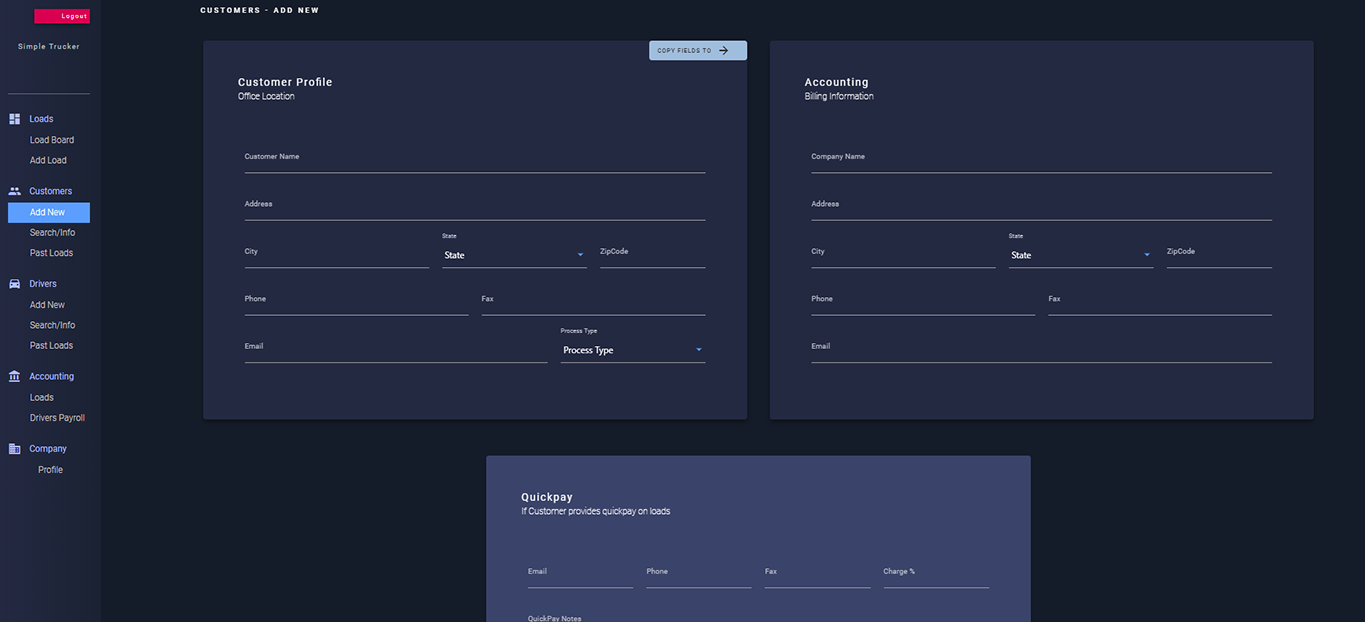 Logout
Simple Trucker
Loads
Load Board
Add Load
Customers
Add New
Search/Info
Past Loads
Drivers
Add New
Search/Info
Past Loads
Accounting
Loads
Drivers Payroll
Company
Profile
CUSTOMERS - ADD NEW
COPY FIELDS TO
Customer Profile
Office Location
Customer Name
Address
City
State
State
ZipCode
Phone
Fax
Email
Process Type
Process Type
Accounting
Billing Information
Company Name
Address
City
State
State
ZipCode
Phone
Fax
Email
Quickpay
If Customer provides quickpay on loads
Email
Phone
Fax
Charge %
QuickPay Notes